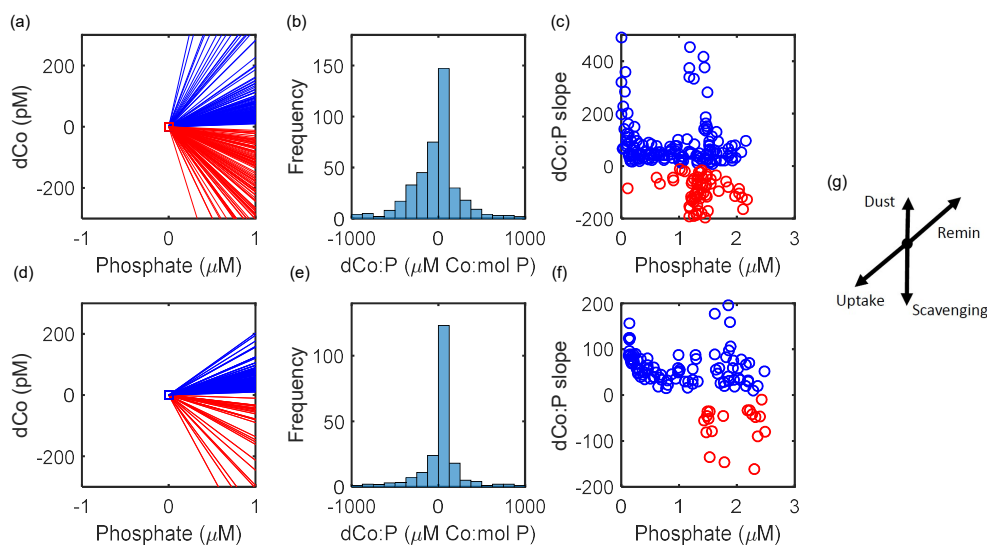 (a)
200
0
-200
dCo (pM)
-1
0
1
Phosphate (μM)
(b)
150
100
50
0
Frequency
-1000
0
1000
dCo:P (μM Co:mol P)
(c)
400
200
0
-200
dCo:P slope
0
1
2
3
Phosphate (μM)
(d)
200
0
-200
dCo (pM)
-1
0
1
Phosphate (μM)
(e)
100
50
0
Frequency
-1000
0
1000
dCo:P (μM Co:mol P)
(f)
200
100
0
-100
-200
dCo:P slope
0
1
2
3
Phosphate (μM)
(g)
Dust
Remin
Uptake
Scavenging